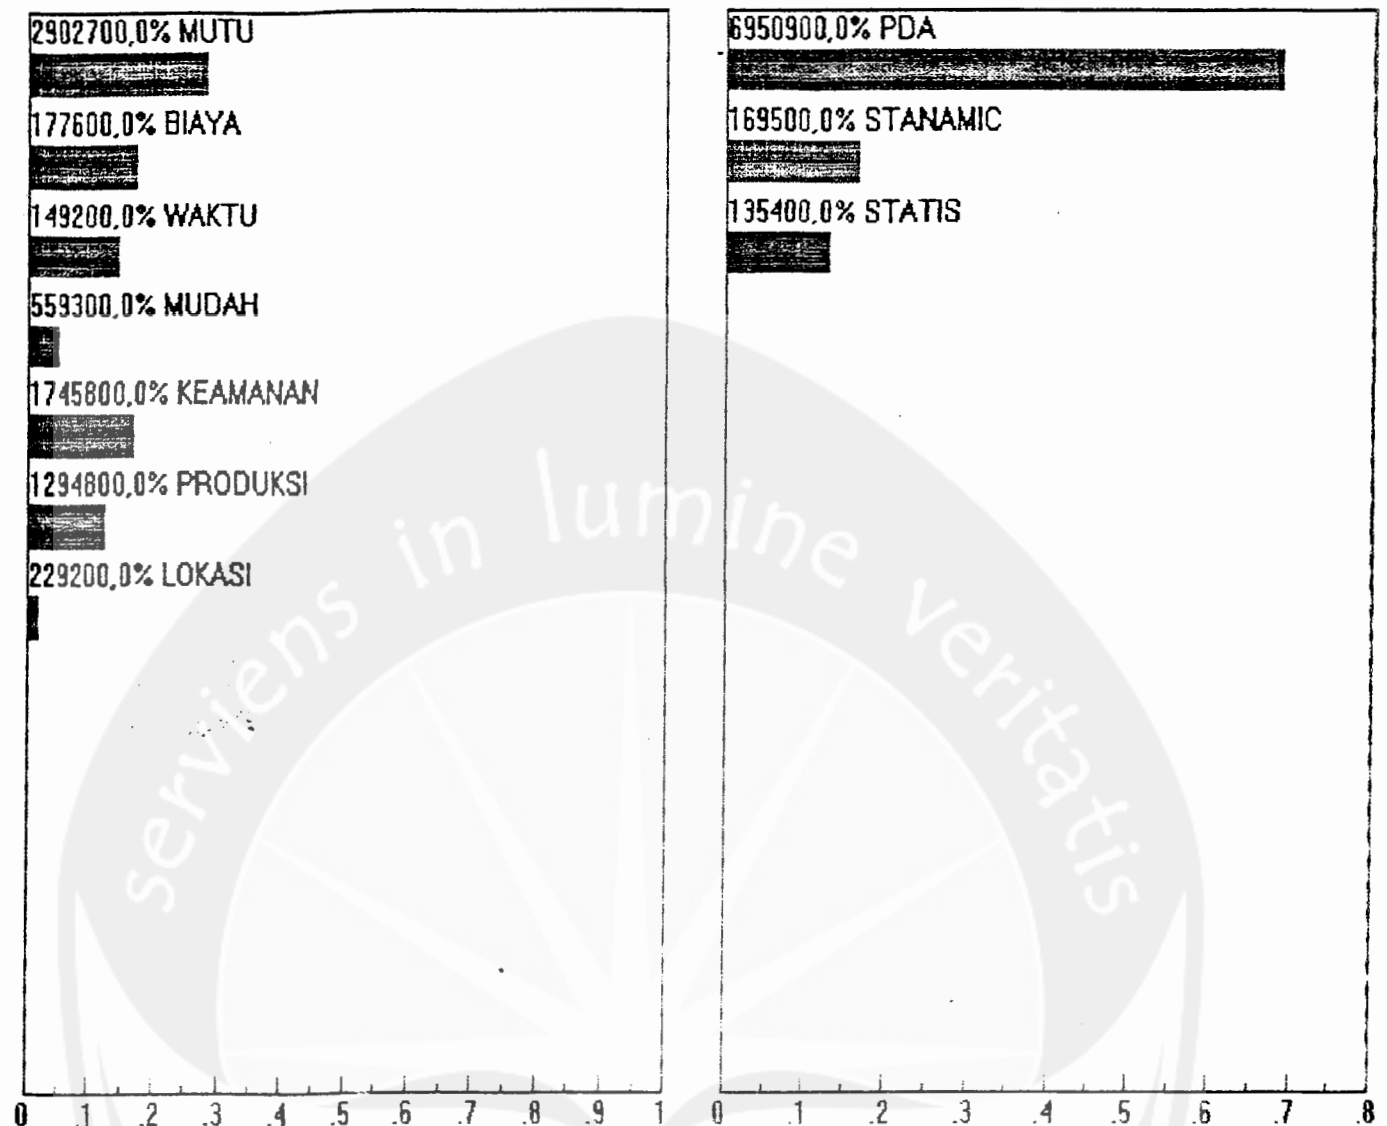 2902700,0% MUTU
177600,0% BIAYA
149200,0% WAKTU
559300,0% MUDAH
1745800,0% KEAMANAN
1294800,0% PRODUKSI
229200,0% LOKASI
0 .1 .2 .3 .4 .5 .6 .7 .8 .9 1
6950900,0% PDA
169500,0% STANAMIC
135400,0% STATIS
0 .1 .2 .3 .4 .5 .6 .7 .8
serviens in lumine veritatis